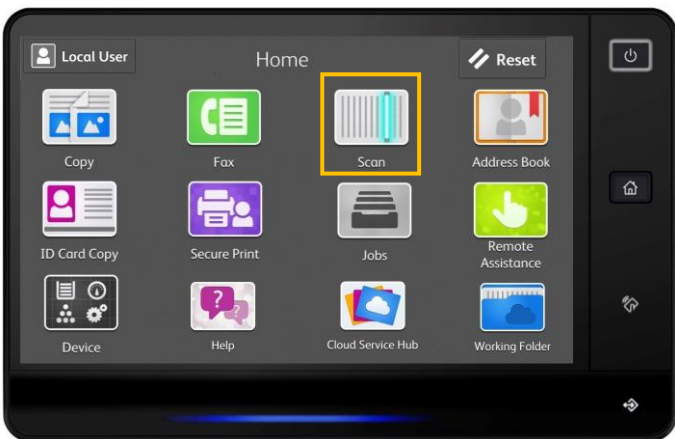 Local User
Home
Reset
Copy
Fax
Scan
Address Book
ID Card Copy
Secure Print
Jobs
Remote
Assistance
Device
Help
Cloud Service Hub
Working Folder